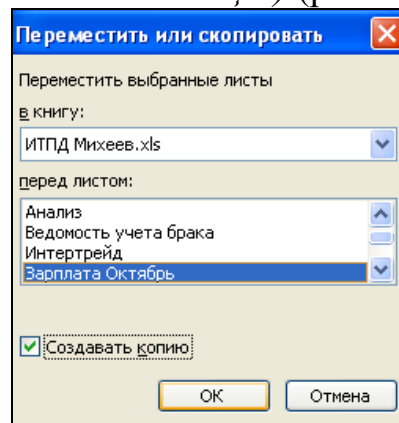 Переместить или скопировать
Переместить выбранные листы
в книгу:
ИТПД Михеев.xls
перед листом:
Анализ
Ведомость учета брака
Интертрейд
Зарплата Октябрь
Создавать копию
ОК
Отмена